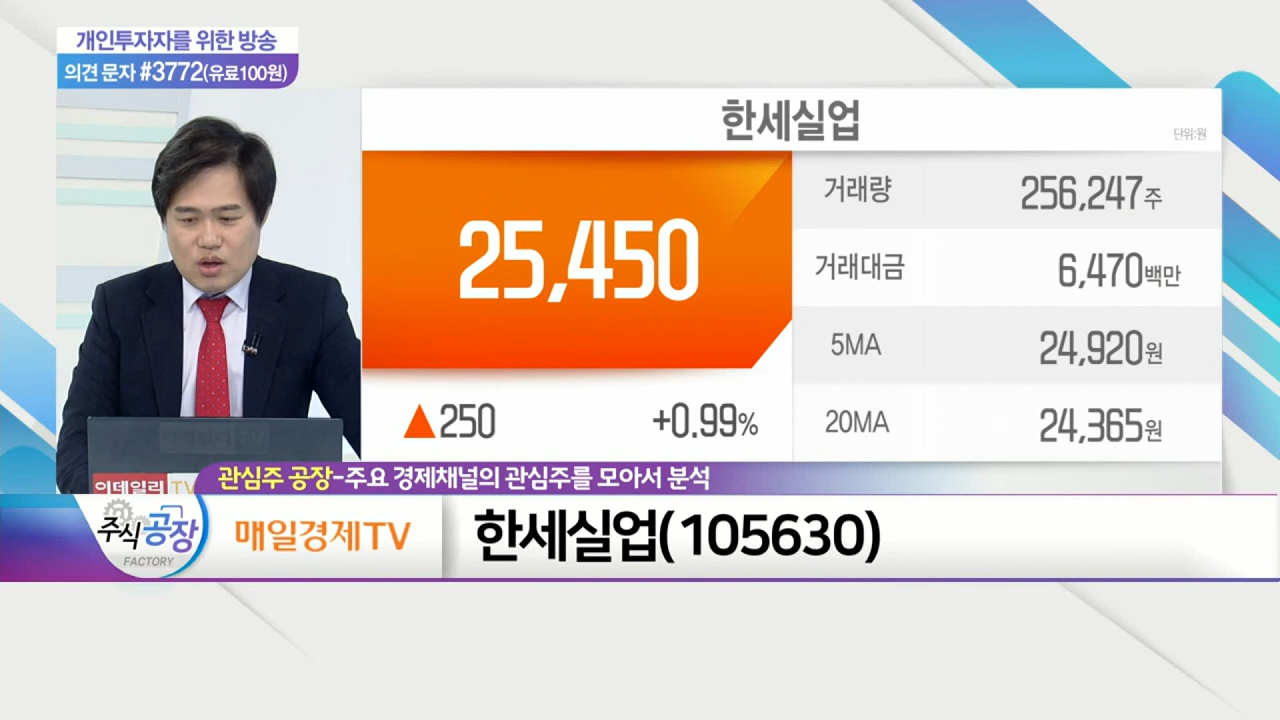 개인투자자를 위한 방송
의견 문자 #3772(유료100원)
한세실업
단위:원
25,450
▲250
+0.99%
거래량
256,247주
거래대금
6,470백만
5MA
24,920원
20MA
24,365원
이데일리 TV
관심주 공장-주요 경제채널의 관심주를 모아서 분석
주식공장
FACTORY
매일경제TV
한세실업(105630)